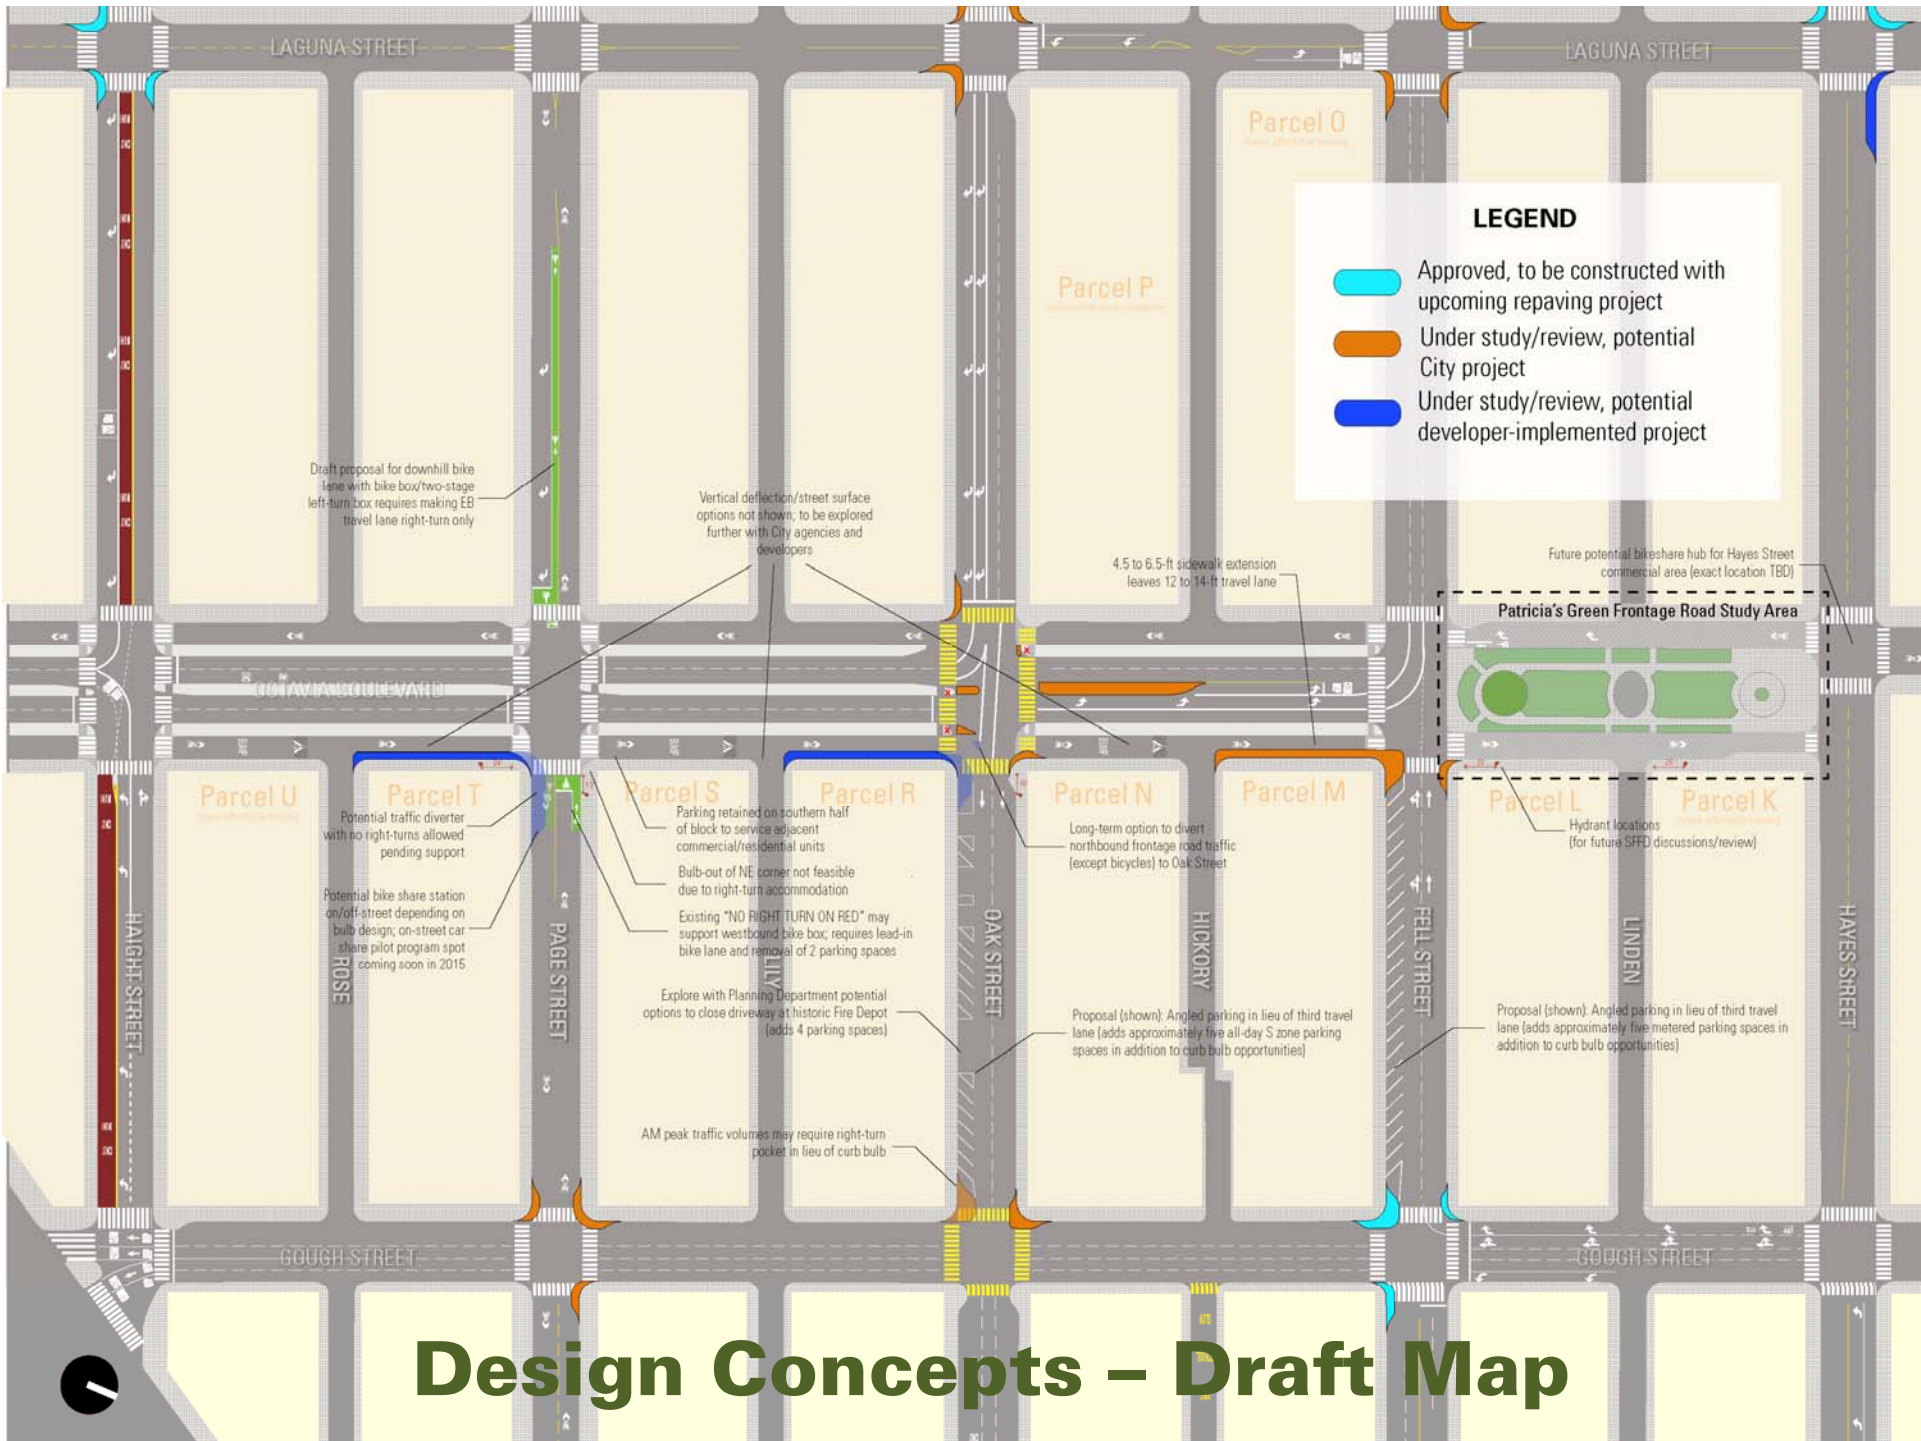 LAGUNA STREET
LAGUNA STREET
Parcel O
Parcel P
LEGEND
Approved, to be constructed with
upcoming repaving project
Under study/review, potential
City project
Under study/review, potential
developer-implemented project
Draft proposal for downhill bike
lane with bike box/two-stage
left-turn box requires making EB
travel lane right-turn only
Vertical deflection/street surface
options not shown; to be explored
further with City agencies and
developers
4.5 to 6.5-ft sidewalk extension
leaves 12 to 14-ft travel lane
Future potential bikeshare hub for Hayes Street
commercial area (exact location TBD)
Patricia's Green Frontage Road Study Area
OCTAVIA BOULEVARD
BUMP
BUMP
BUMP
Parcel U
Parcel T
Parcel S
Parcel R
Parcel N
Parcel M
Parcel L
Parcel K
Potential traffic diverter
with no right-turns allowed
pending support
Potential bike share station
on/off-street depending on
bulb design; on-street car
share pilot program spot
coming soon in 2015
Parking retained on southern half
of block to service adjacent
commercial/residential units
Bulb-out of NE corner not feasible
due to right-turn accommodation
Existing "NO RIGHT TURN ON RED" may
support westbound bike box; requires lead-in
bike lane and removal of 2 parking spaces
Explore with Planning Department potential
options to close driveway at historic Fire Depot
(adds 4 parking spaces)
AM peak traffic volumes may require right-turn
pocket in lieu of curb bulb
Long-term option to divert
northbound frontage road traffic
(except bicycles) to Oak Street
Proposal (shown): Angled parking in lieu of third travel
lane (adds approximately five all-day S zone parking
spaces in addition to curb bulb opportunities)
Hydrant locations
(for future SFFD discussions/review)
Proposal (shown): Angled parking in lieu of third travel
lane (adds approximately five metered parking spaces in
addition to curb bulb opportunities)
HAIGHT STREET
ROSE
PAGE STREET
LILY
OAK STREET
HICKORY
FELL STREET
LINDEN
HAYES STREET
GOUGH STREET
GOUGH STREET
Design Concepts – Draft Map